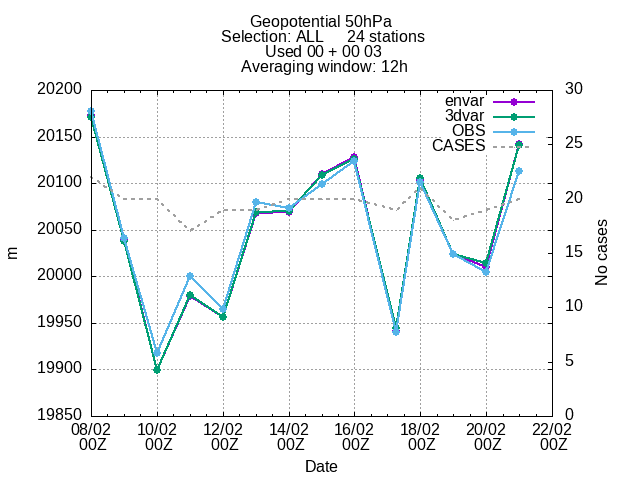 Geopotential 50hPa
Selection: ALL 24 stations
Used 00 + 00 03
Averaging window: 12h
envar
3dvar
OBS
CASES
20200
20150
20100
20050
20000
19950
19900
19850
m
30
25
20
15
10
5
0
No cases
08/02 10/02 12/02 14/02 16/02 18/02 20/02 22/02
00Z 00Z 00Z 00Z 00Z 00Z 00Z 00Z
Date